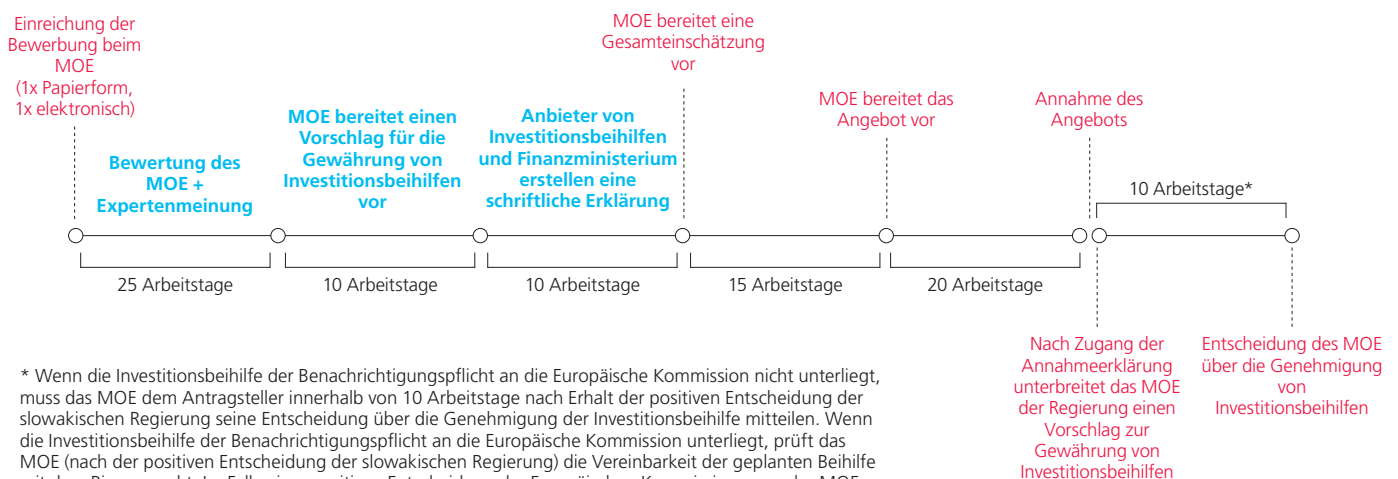 Einreichung der
Bewerbung beim
MOE
(1x Papierform,
1x elektronisch)
Bewertung des
MOE +
Expertenmeinung
MOE bereitet einen
Vorschlag für die
Gewährung von
Investitionsbeihilfen
vor
Anbieter von
Investitionsbeihilfen
und Finanzministerium
erstellen eine
schriftliche Erklärung
MOE bereitet eine
Gesamteinschätzung
vor
MOE bereitet das
Angebot vor
Annahme des
Angebots
10 Arbeitstage*
25 Arbeitstage
10 Arbeitstage
10 Arbeitstage
15 Arbeitstage
20 Arbeitstage
Nach Zugang der
Annahmeerklärung
unterbreitet das MOE
der Regierung einen
Vorschlag zur
Gewährung von
Investitionsbeihilfen
Entscheidung des MOE
über die Genehmigung
von
Investitionsbeihilfen
* Wenn die Investitionsbeihilfe der Benachrichtigungspflicht an die Europäische Kommission nicht unterliegt,
muss das MOE dem Antragsteller innerhalb von 10 Arbeitstage nach Erhalt der positiven Entscheidung der
slowakischen Regierung seine Entscheidung über die Genehmigung der Investitionsbeihilfe mitteilen. Wenn
die Investitionsbeihilfe der Benachrichtigungspflicht an die Europäische Kommission unterliegt, prüft das
MOE (nach der positiven Entscheidung der slowakischen Regierung) die Vereinbarkeit der geplanten Beihilfe